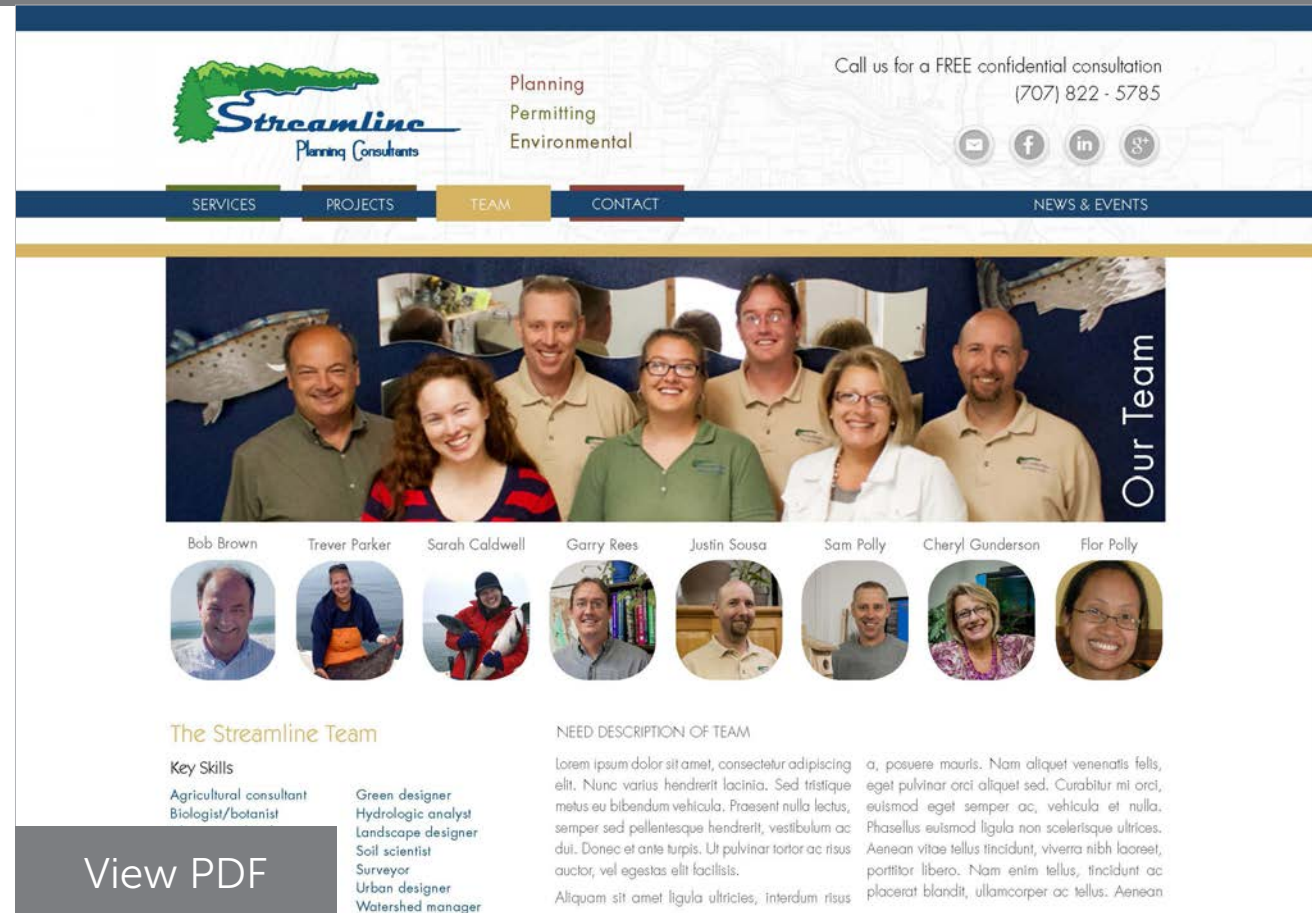 Streamline
Planning Consultants
Planning
Permitting
Environmental
Call us for a FREE confidential consultation
(707) 822 - 5785
f
in
g+
SERVICES
PROJECTS
TEAM
CONTACT
NEWS & EVENTS
Our Team
Bob Brown
Trever Parker
Sarah Caldwell
Garry Rees
Justin Sousa
Sam Polly
Cheryl Gunderson
Flor Polly
The Streamline Team
Key Skills
Agricultural consultant
Biologist/botanist
Green designer
Hydrologic analyst
Landscape designer
Soil scientist
Surveyor
Urban designer
Watershed manager
NEED DESCRIPTION OF TEAM
Lorem ipsum dolor sit amet, consectetur adipiscing
elit. Nunc varius hendrerit lacinia. Sed tristique
metus eu bibendum vehicula. Praesent nulla lectus,
semper sed pellentesque hendrerit, vestibulum ac
dui. Donec et ante turpis. Ut pulvinar tortor ac risus
auctor, vel egestas elit facilisis.
Aliquam sit amet ligula ultricies, interdum risus
a, posuere mauris. Nam aliquet venenatis felis,
eget pulvinar orci aliquet sed. Curabitur mi orci,
euismod eget semper ac, vehicula et nulla.
Phasellus euismod ligula non scelerisque ultrices.
Aenean vitae tellus tincidunt, viverra nibh laoreet,
porttitor libero. Nam enim tellus, tincidunt ac
placerat blandit, ullamcorper ac tellus. Aenean
View PDF